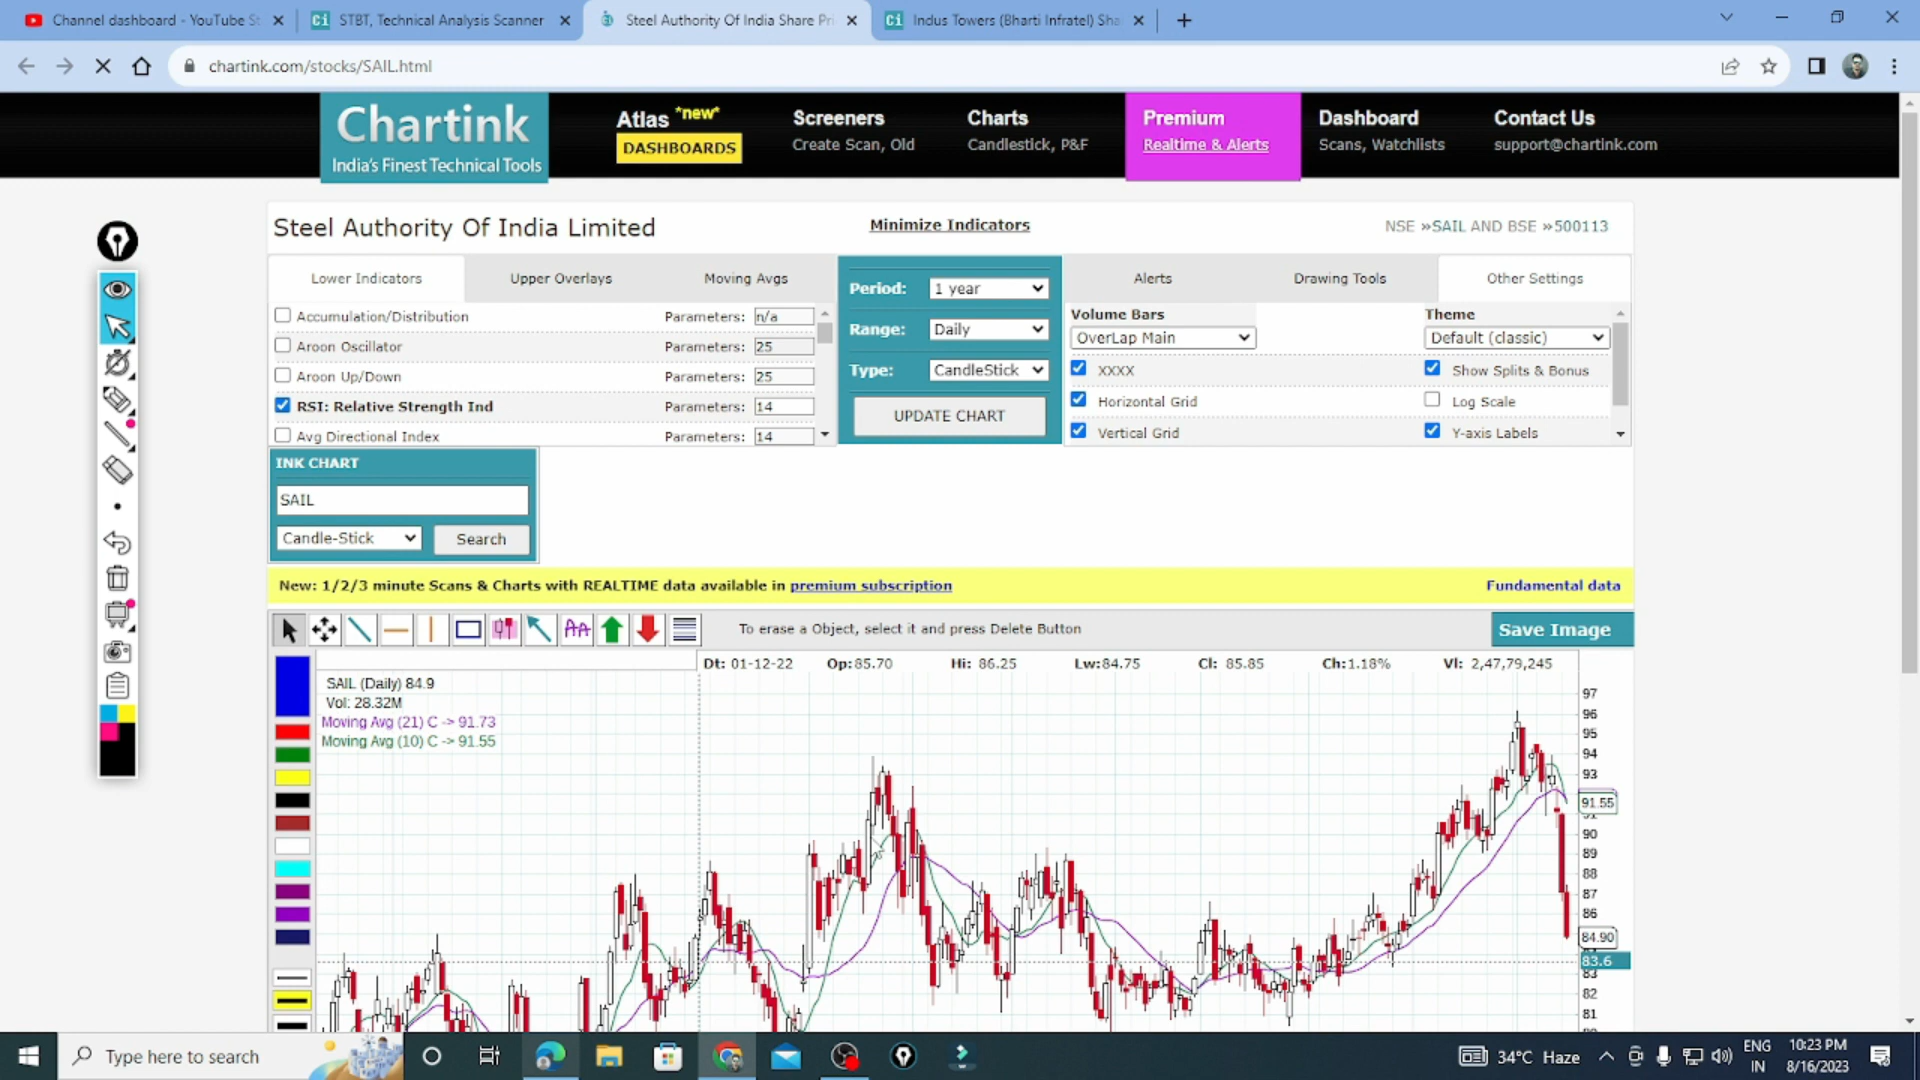 Channel dashboard - YouTube St
STBT, Technical Analysis Scanner
Steel Authority Of India Share Pri
Indus Towers (Bharti Infratel) Sha
chartink.com/stocks/SAIL.html
Chartink
India's Finest Technical Tools
Atlas *new*
DASHBOARDS
Screeners
Create Scan, Old
Charts
Candlestick, P&F
Premium
Realtime & Alerts
Dashboard
Scans, Watchlists
Contact Us
support@chartink.com
Steel Authority Of India Limited
Minimize Indicators
NSE »SAIL AND BSE »500113
Lower Indicators
Upper Overlays
Moving Avgs
Accumulation/Distribution
Parameters: n/a
Aroon Oscillator
Parameters: 25
Aroon Up/Down
Parameters: 25
RSI: Relative Strength Ind
Parameters: 14
Avg Directional Index
Parameters: 14
Period: 1 year
Range: Daily
Type: CandleStick
UPDATE CHART
Alerts
Drawing Tools
Other Settings
Volume Bars
OverLap Main
Theme
Default (classic)
XXXX
Show Splits & Bonus
Horizontal Grid
Log Scale
Vertical Grid
Y-axis Labels
INK CHART
SAIL
Candle-Stick
Search
New: 1/2/3 minute Scans & Charts with REALTIME data available in premium subscription
Fundamental data
To erase a Object, select it and press Delete Button
Save Image
Dt: 01-12-22 Op:85.70 Hi: 86.25 Lw:84.75 Cl: 85.85 Ch:1.18% Vl: 2,47,79,245
SAIL (Daily) 84.9
Vol: 28.32M
Moving Avg (21) C -> 91.73
Moving Avg (10) C -> 91.55
97
96
95
94
93
91.55
90
89
88
87
86
84.90
83.6
83
82
81
Type here to search
34°C Haze
ENG
IN
10:23 PM
8/16/2023